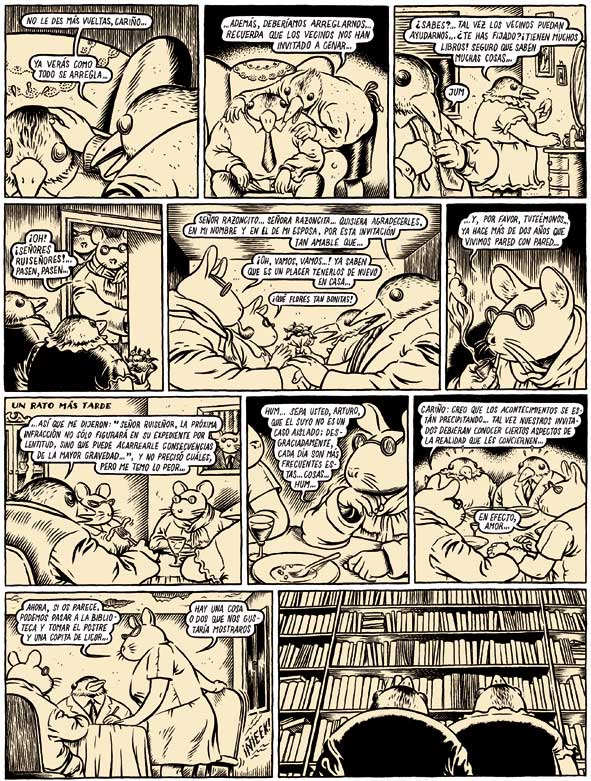 NO LE DES MÁS VUELTAS, CARIÑO...
YA VERÁS COMO
TODO SE ARREGLA...
...ADEMÁS, DEBERÍAMOS ARREGLARNOS...
RECUERDA QUE LOS VECINOS NOS HAN
INVITADO A CENAR...
¿SABES?... TAL VEZ LOS VECINOS PUEDAN
AYUDARNOS... ¿TE HAS FIJADO? ¡TIENEN MUCHOS
LIBROS! SEGURO QUE SABEN
MUCHAS COSAS...
JUM
¡OH!
¡SEÑORES
RUISEÑORES!...
PASEN, PASEN...
SEÑOR RAZONCITO... SEÑORA RAZONCITA... QUISIERA AGRADECERLES,
EN MI NOMBRE Y EN EL DE MI ESPOSA, POR ESTA INVITACIÓN
TAN AMABLE QUE...
¡OH, VAMOS, VAMOS...! YA SABEN
QUE ES UN PLACER TENERLOS DE NUEVO
EN CASA...
¡QUÉ FLORES TAN BONITAS!
...Y, POR FAVOR, TUTEÉMONOS,
YA HACE MÁS DE DOS AÑOS QUE
VIVIMOS PARED CON PARED...
UN RATO MÁS TARDE
...ASÍ QUE ME DIJERON: "SEÑOR RUISEÑOR, LA PRÓXIMA
INFRACCIÓN NO SÓLO FIGURARÁ EN SU EXPEDIENTE POR
LENTITUD, SINO QUE PUEDE ACARREARLE CONSECUENCIAS
DE LA MAYOR GRAVEDAD...", Y NO PRECISÓ CUÁLES,
PERO ME TEMO LO PEOR...
HUM... SEPA USTED, ARTURO,
QUE EL SUYO NO ES UN
CASO AISLADO: DES-
GRACIADAMENTE,
CADA DÍA SON MÁS
FRECUENTES ES-
TAS... COSAS...
HUM...
CARIÑO: CREO QUE LOS ACONTECIMIENTOS SE ES-
TÁN PRECIPITANDO... TAL VEZ NUESTROS INVITA-
DOS DEBIERAN CONOCER CIERTOS ASPECTOS DE
LA REALIDAD QUE LES CONCIERNEN...
EN EFECTO,
AMOR...
AHORA, SI OS PARECE,
PODEMOS PASAR A LA BIBLIO-
TECA Y TOMAR EL POSTRE
Y UNA COPITA DE LICOR...
HAY UNA COSA
O DOS QUE NOS GUS-
TARÍA MOSTRAROS
¡ÑIEEK!